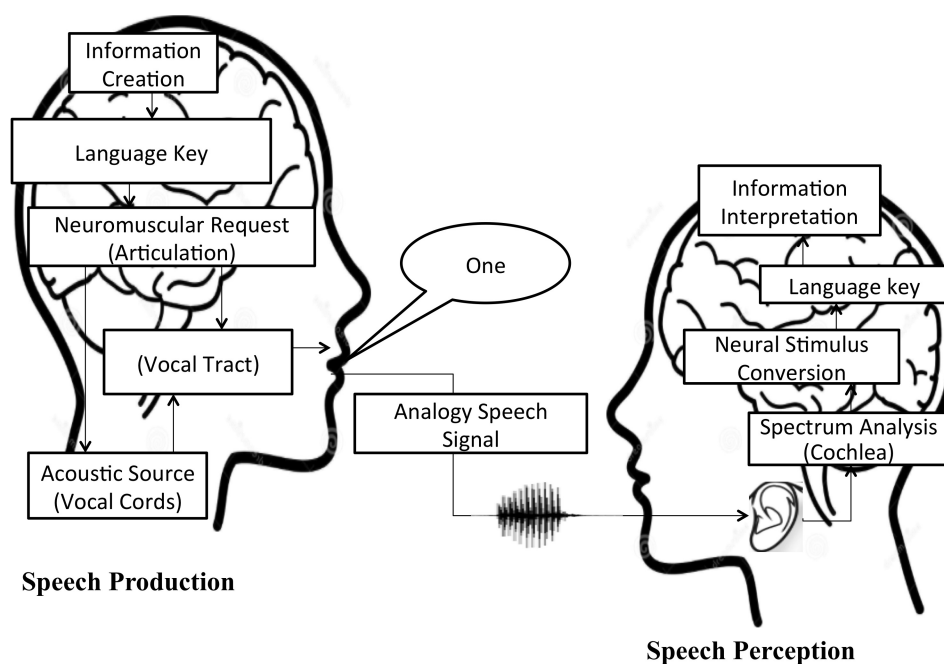 Information
Creation
Language Key
Neuromuscular Request
(Articulation)
(Vocal Tract)
Acoustic Source
(Vocal Cords)
Speech Production
One
Analogy Speech
Signal
Information
Interpretation
Language key
Neural Stimulus
Conversion
Spectrum Analysis
(Cochlea)
Speech Perception